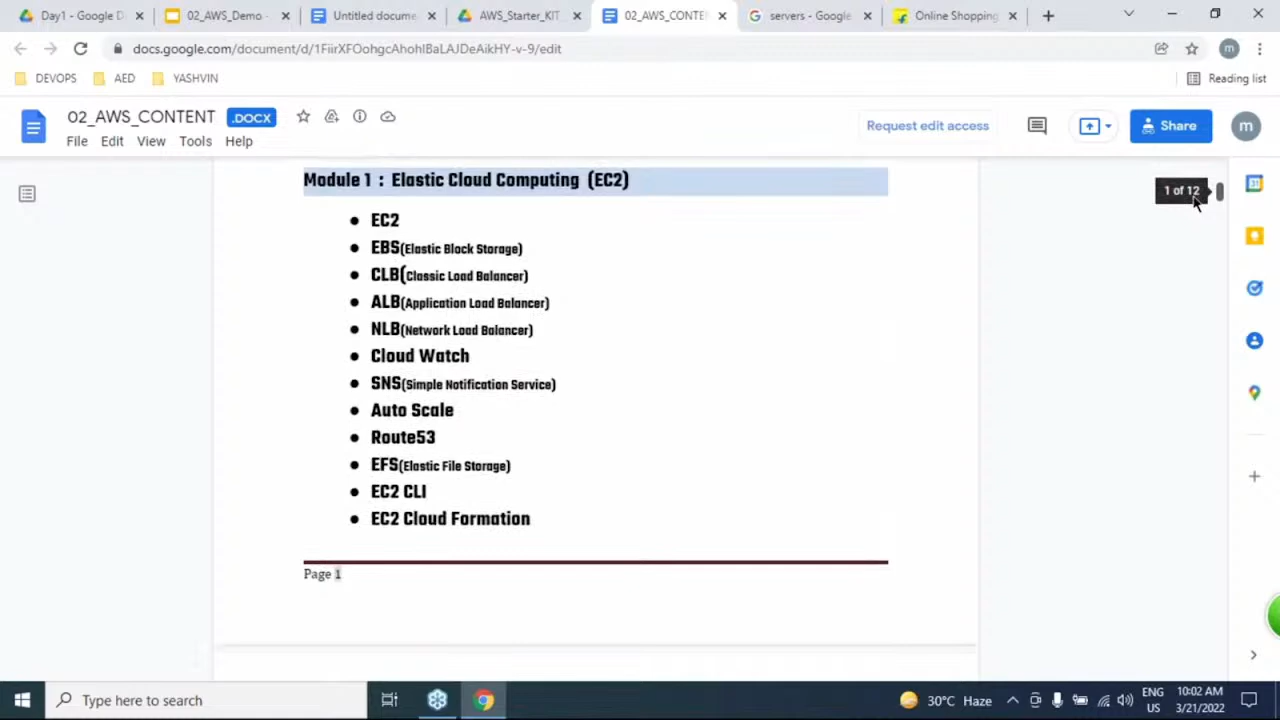 Day1 - Google D
02_AWS_Demo -
Untitled docume
AWS_Starter_KIT
02_AWS_CONTE
servers - Google
Online Shopping
docs.google.com/document/d/1FiirXFOohgcAhohIBaLAJDeAikHY-v-9/edit
m
DEVOPS
AED
YASHVIN
Reading list
02_AWS_CONTENT
.DOCX
File Edit View Tools Help
Request edit access
Share
m
Module 1 : Elastic Cloud Computing (EC2)
1 of 12
31
● EC2
● EBS(Elastic Block Storage)
● CLB(Classic Load Balancer)
● ALB(Application Load Balancer)
● NLB(Network Load Balancer)
● Cloud Watch
● SNS(Simple Notification Service)
● Auto Scale
● Route53
● EFS(Elastic File Storage)
● EC2 CLI
● EC2 Cloud Formation
Page 1
Type here to search
30°C Haze
ENG
US
10:02 AM
3/21/2022